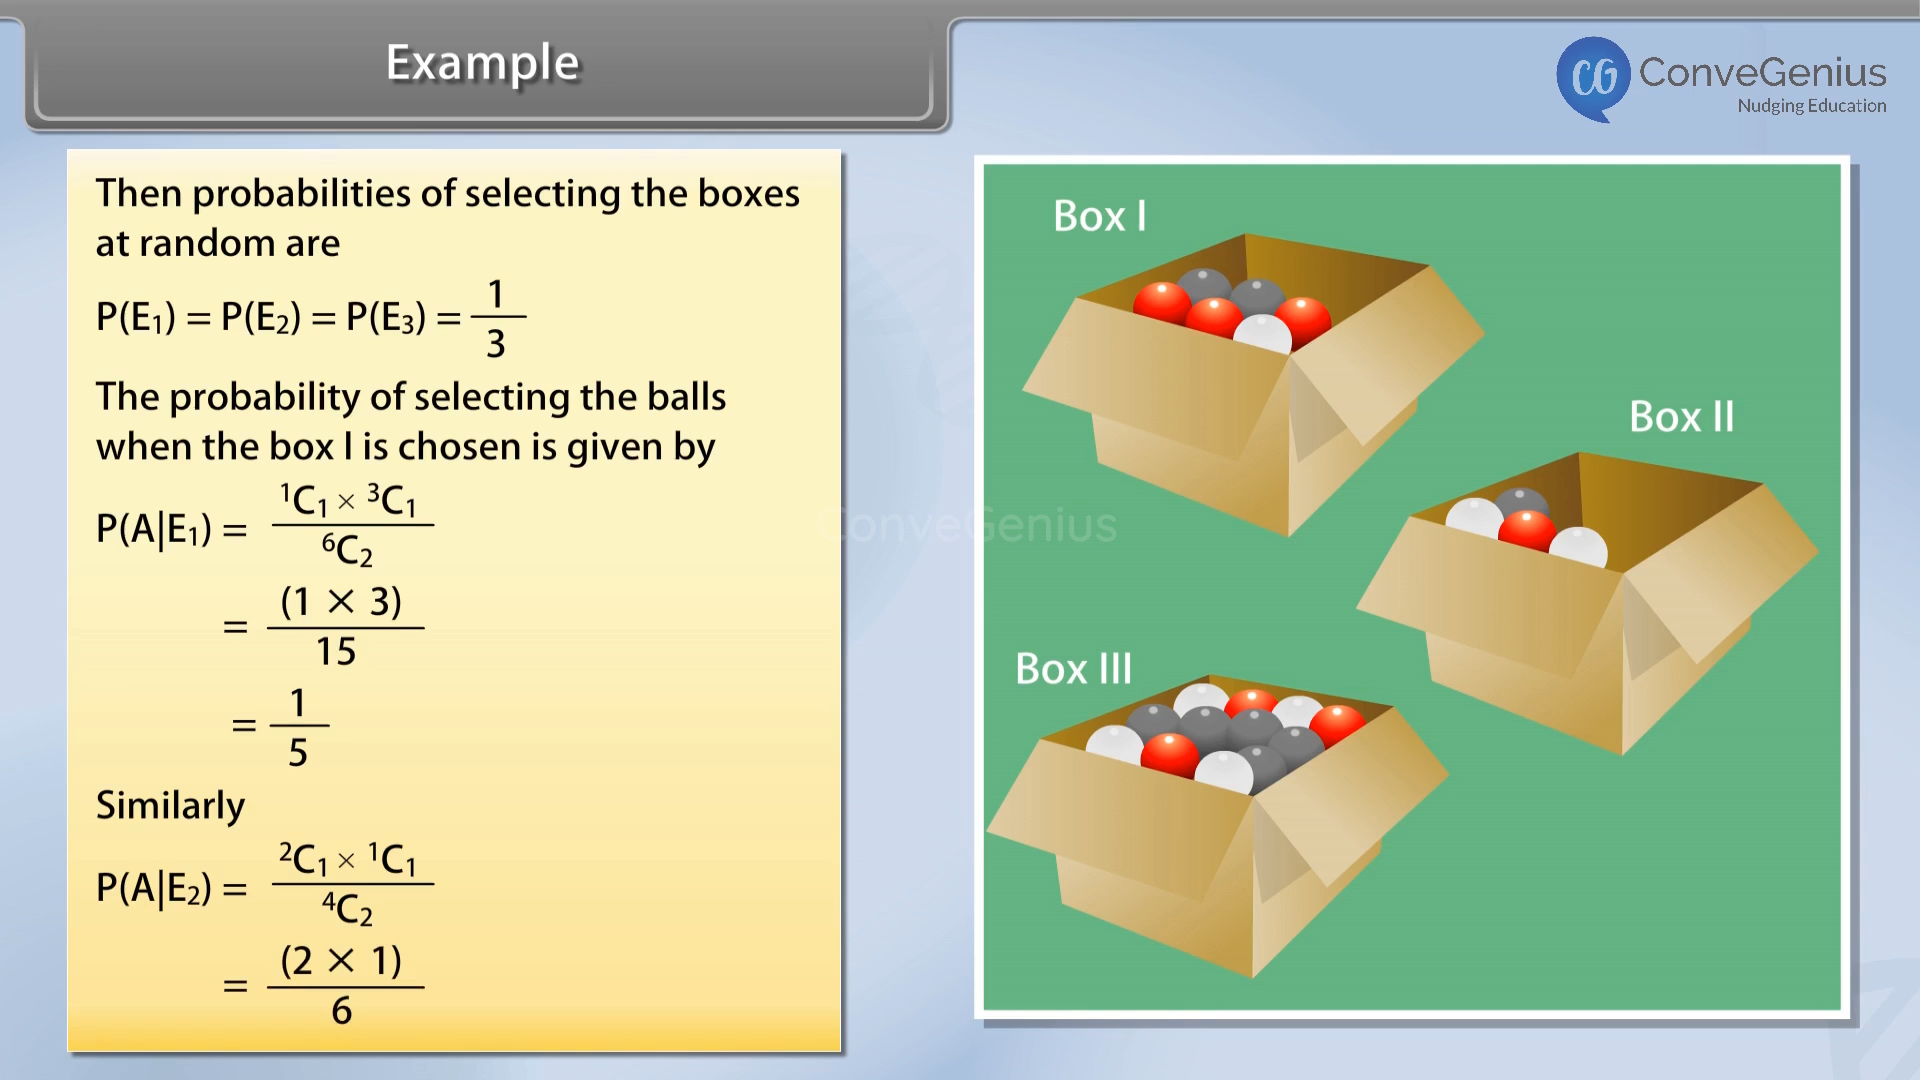 Example
CG ConveGenius
Nudging Education
Then probabilities of selecting the boxes
at random are
P(E₁) = P(E₂) = P(E₃) = 1/3
The probability of selecting the balls
when the box I is chosen is given by
P(A|E₁) = ¹C₁ × ³C₁ / ⁶C₂
= (1 × 3) / 15
= 1/5
Similarly
P(A|E₂) = ²C₁ × ¹C₁ / ⁴C₂
= (2 × 1) / 6
Box I
Box II
Box III
ConveGenius